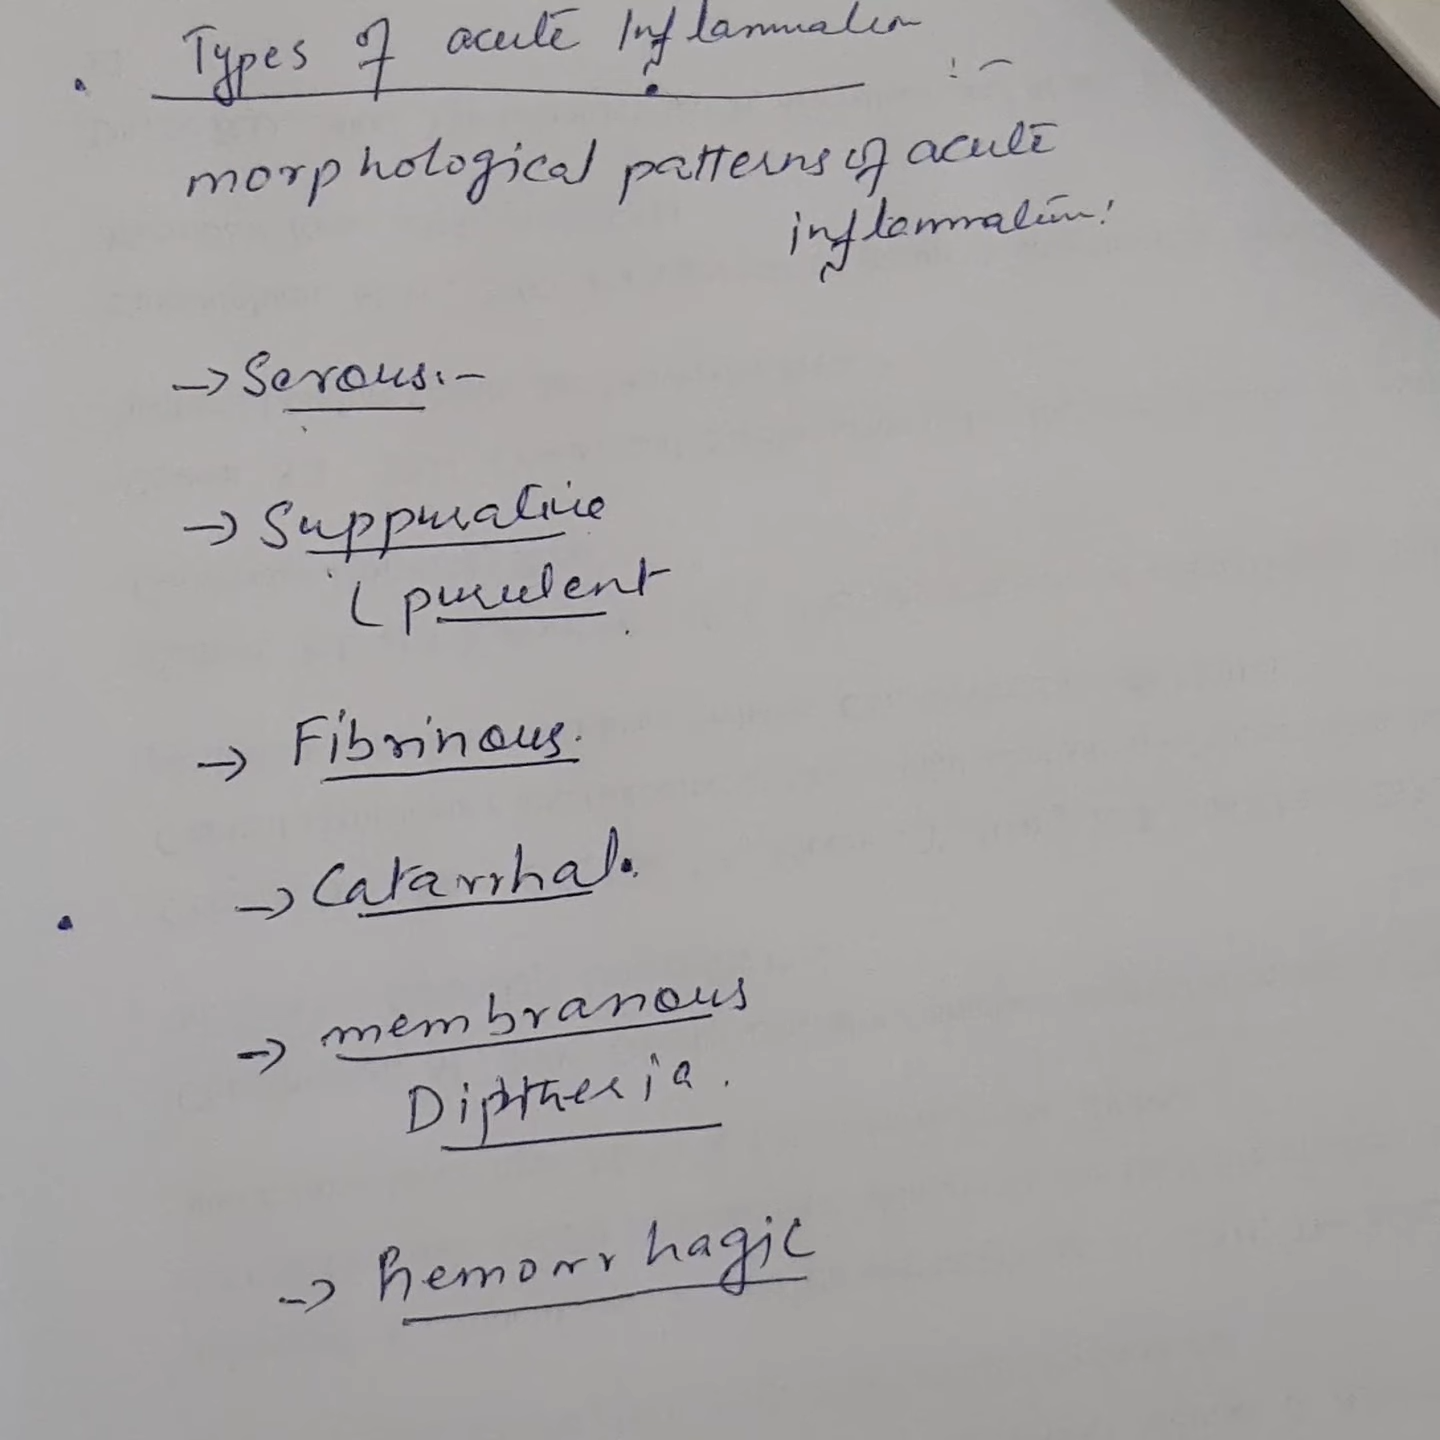 Types of acute Inflammation :-
morphological patterns of acute
inflammation:
→ Serous:-
→ Suppurative
( purulent
→ Fibrinous.
→ Catarrhal.
→ membranous
Diptheria.
→ Hemorrhagic